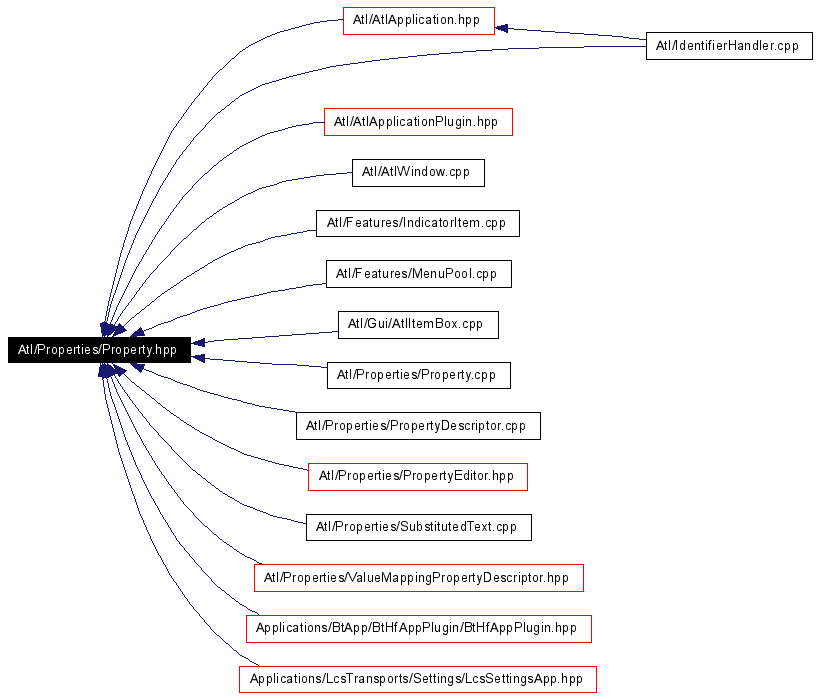 Atl/AtlApplication.hpp
Atl/IdentifierHandler.cpp
Atl/AtlApplicationPlugin.hpp
Atl/AtlWindow.cpp
Atl/Features/IndicatorItem.cpp
Atl/Features/MenuPool.cpp
Atl/Gui/AtlItemBox.cpp
Atl/Properties/Property.hpp
Atl/Properties/Property.cpp
Atl/Properties/PropertyDescriptor.cpp
Atl/Properties/PropertyEditor.hpp
Atl/Properties/SubstitutedText.cpp
Atl/Properties/ValueMappingPropertyDescriptor.hpp
Applications/BtApp/BtHfAppPlugin/BtHfAppPlugin.hpp
Applications/LcsTransports/Settings/LcsSettingsApp.hpp